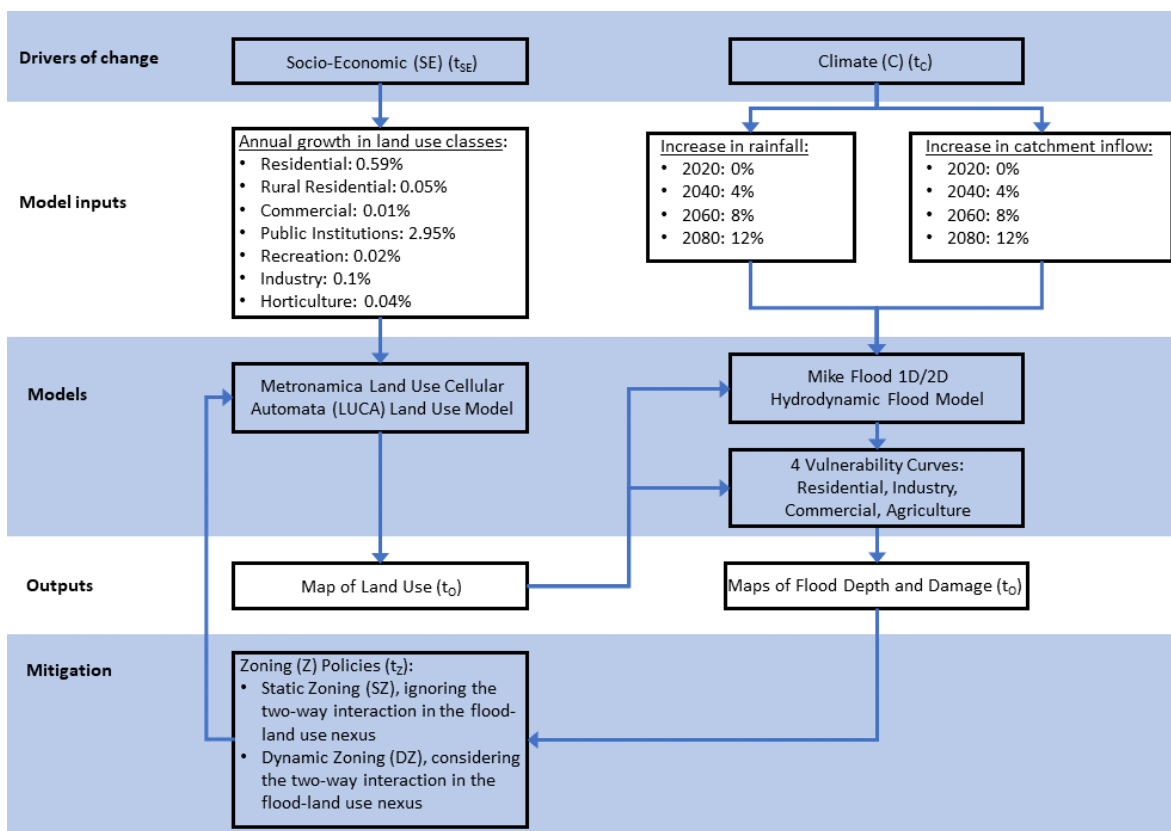 Drivers of change
Socio-Economic (SE) (tSE)
Climate (C) (tC)
Model inputs
Annual growth in land use classes:
• Residential: 0.59%
• Rural Residential: 0.05%
• Commercial: 0.01%
• Public Institutions: 2.95%
• Recreation: 0.02%
• Industry: 0.1%
• Horticulture: 0.04%
Increase in rainfall:
• 2020: 0%
• 2040: 4%
• 2060: 8%
• 2080: 12%
Increase in catchment inflow:
• 2020: 0%
• 2040: 4%
• 2060: 8%
• 2080: 12%
Models
Metronamica Land Use Cellular
Automata (LUCA) Land Use Model
Mike Flood 1D/2D
Hydrodynamic Flood Model
4 Vulnerability Curves:
Residential, Industry,
Commercial, Agriculture
Outputs
Map of Land Use (tO)
Maps of Flood Depth and Damage (tO)
Mitigation
Zoning (Z) Policies (tZ):
• Static Zoning (SZ), ignoring the
two-way interaction in the flood-
land use nexus
• Dynamic Zoning (DZ), considering
the two-way interaction in the
flood-land use nexus